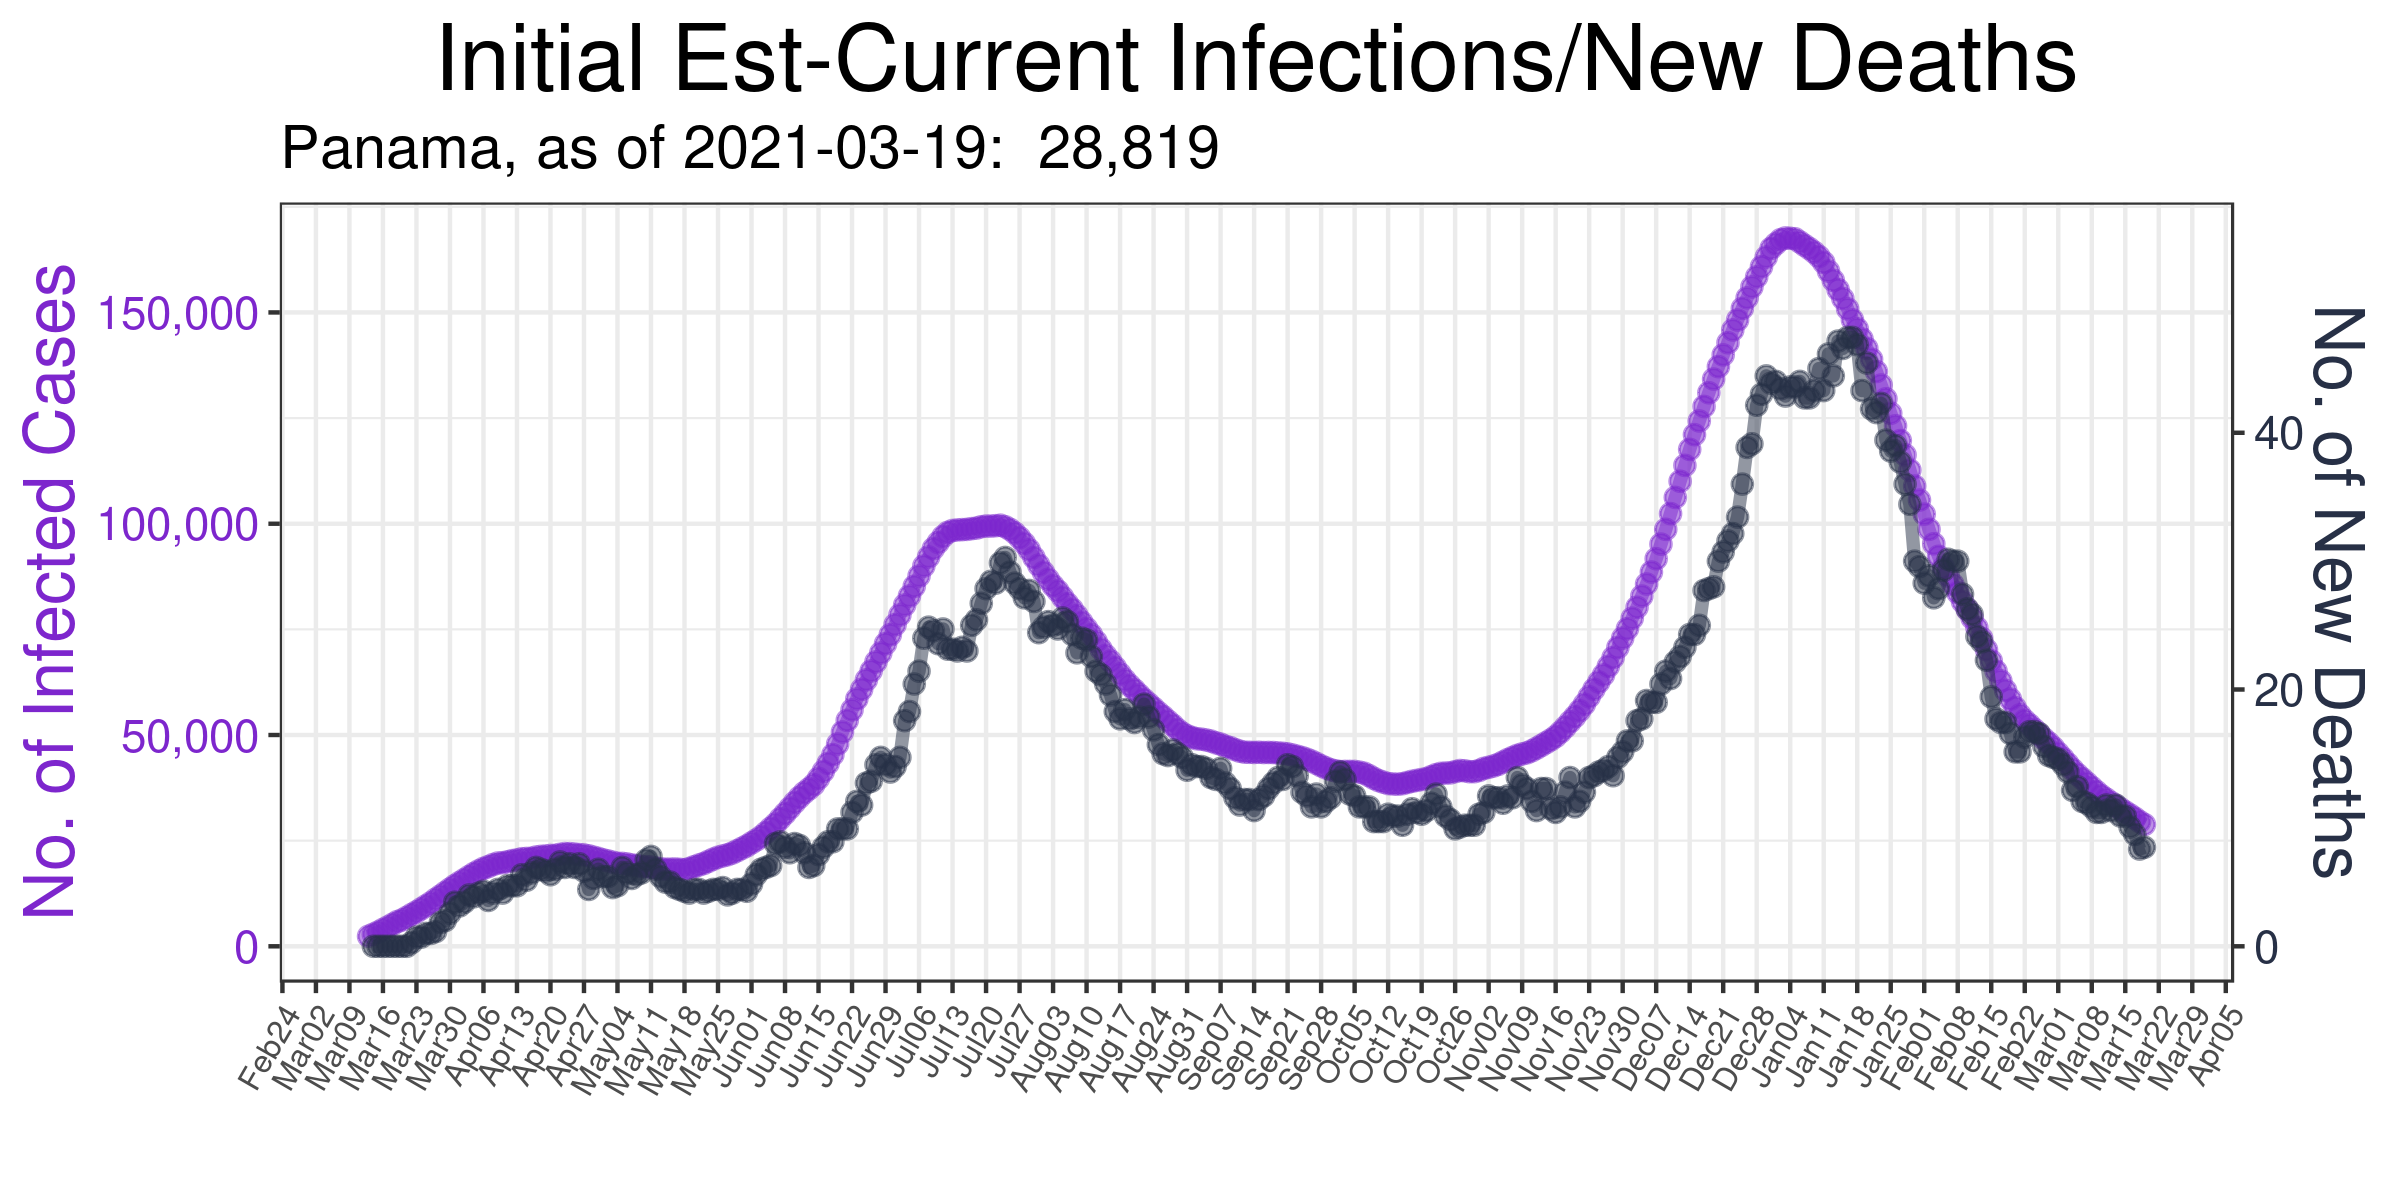 Initial Est-Current Infections/New Deaths
Panama, as of 2021-03-19:  28,819
No. of Infected Cases
150,000
100,000
50,000
0
40
20
0
No. of New Deaths
Feb24
Mar02
Mar09
Mar16
Mar23
Mar30
Apr06
Apr13
Apr20
Apr27
May04
May11
May18
May25
Jun01
Jun08
Jun15
Jun22
Jun29
Jul06
Jul13
Jul20
Jul27
Aug03
Aug10
Aug17
Aug24
Aug31
Sep07
Sep14
Sep21
Sep28
Oct05
Oct12
Oct19
Oct26
Nov02
Nov09
Nov16
Nov23
Nov30
Dec07
Dec14
Dec21
Dec28
Dec04
Jan11
Jan18
Jan25
Feb01
Feb08
Feb15
Feb22
Mar01
Mar08
Mar15
Mar22
Mar29
Apr05